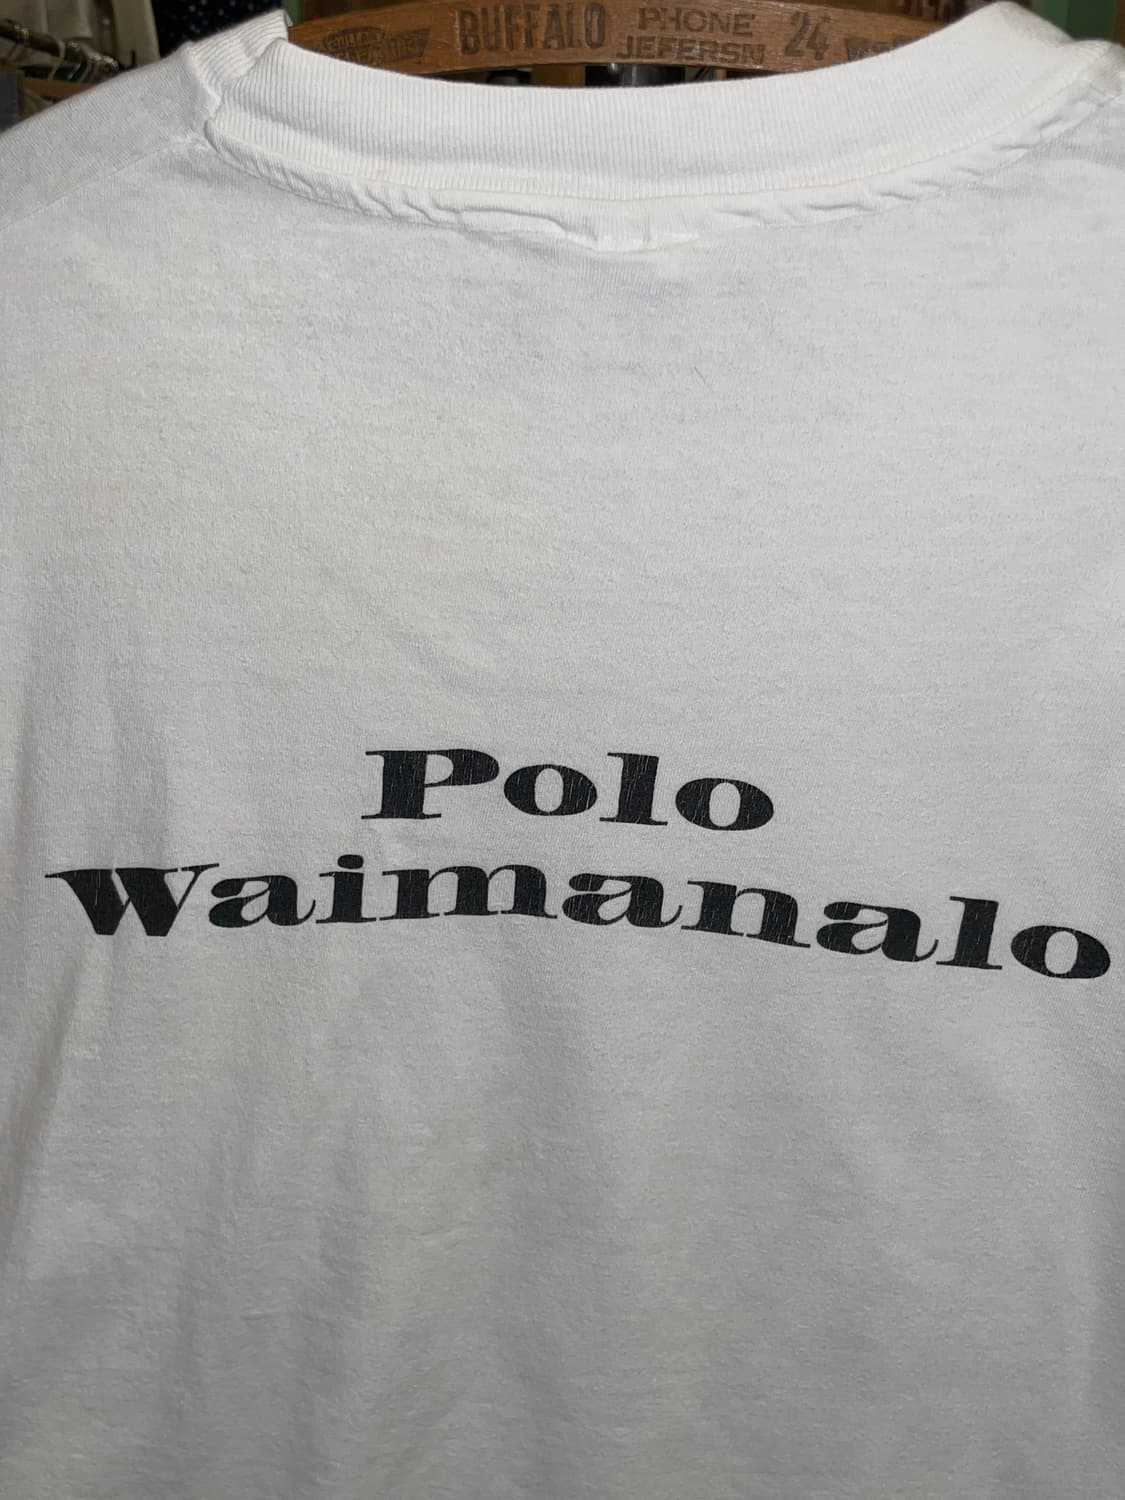 BUFFALO
PHONE
JEFERSN
24
Polo
Waimanalo